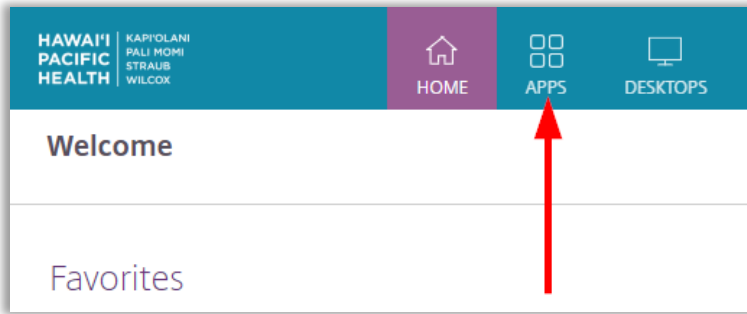 HAWAI'I
PACIFIC
HEALTH
KAPI'OLANI
PALI MOMI
STRAUB
WILCOX
HOME
APPS
DESKTOPS
Welcome
Favorites